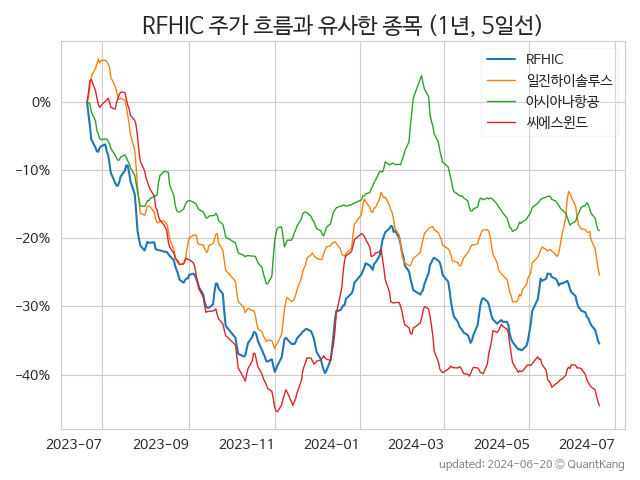 RFHIC 주가 흐름과 유사한 종목 (1년, 5일선)
RFHIC
일진하이솔루스
아시아나항공
씨에스윈드
0%
−10%
−20%
−30%
−40%
2023-07 2023-09 2023-11 2024-01 2024-03 2024-05 2024-07
updated: 2024-06-20 © QuantKang